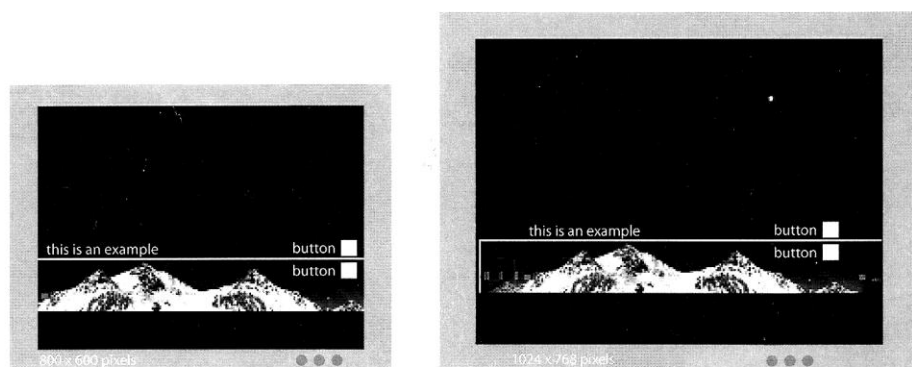 this is an example
button
button
800 x 600 pixels
this is an example
button
button
1024 x 768 pixels